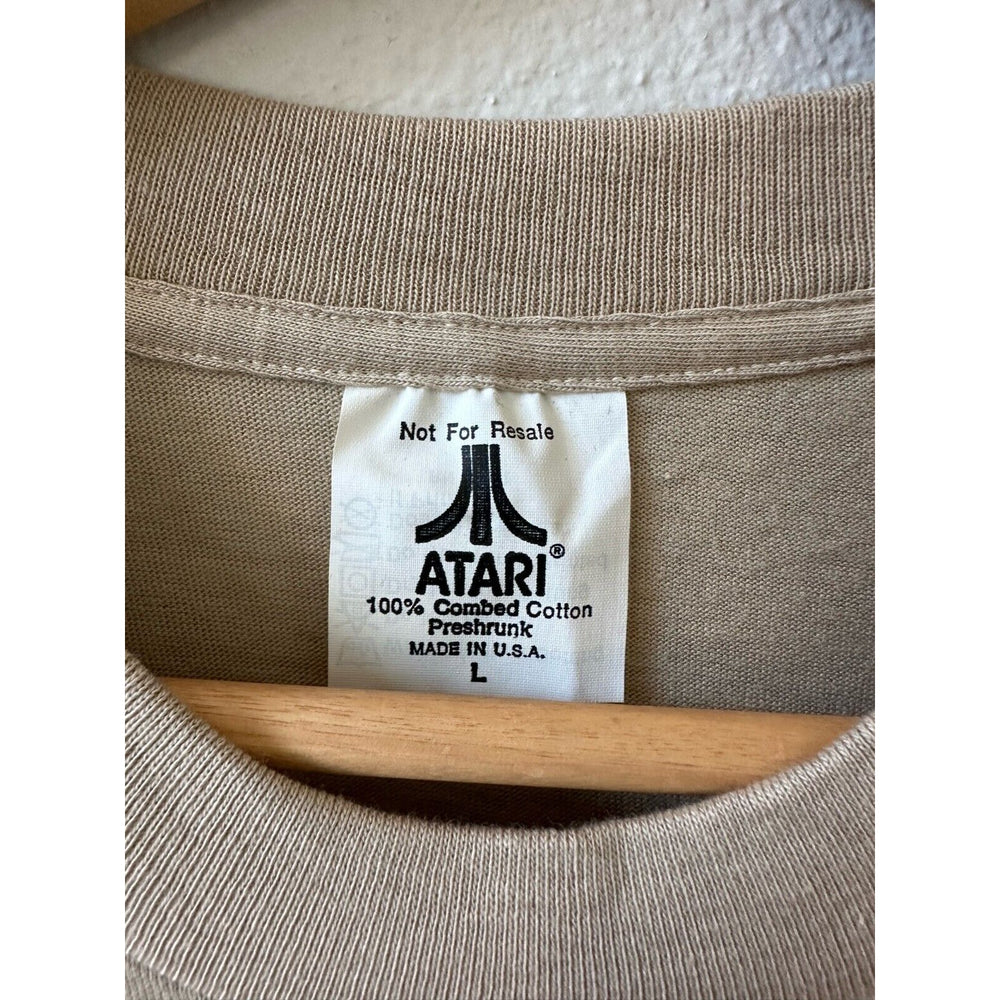 Not For Resale
ATARI®
100% Combed Cotton
Preshrunk
MADE IN U.S.A.
L